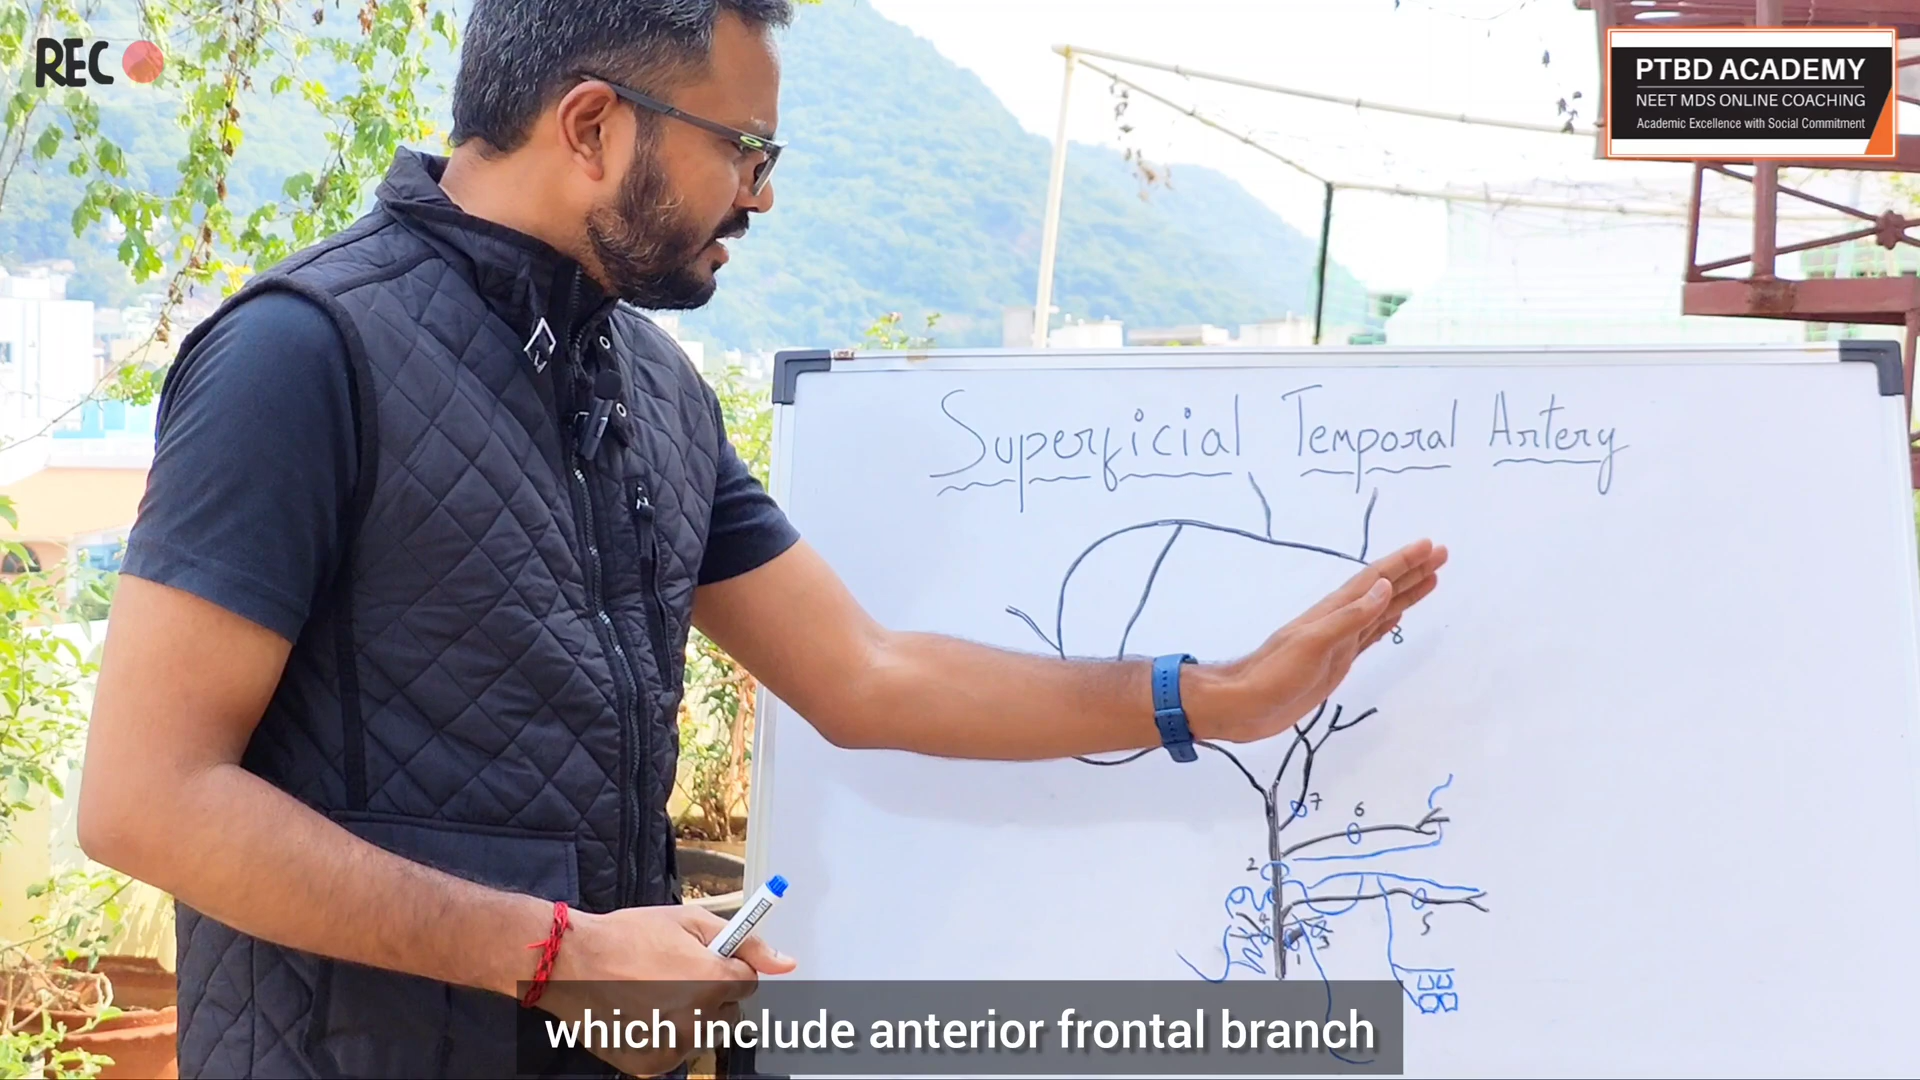 REC
PTBD ACADEMY
NEET MDS ONLINE COACHING
Academic Excellence with Social Commitment
Superficial Temporal Artery
8
7
6
2
5
4
3
1
which include anterior frontal branch